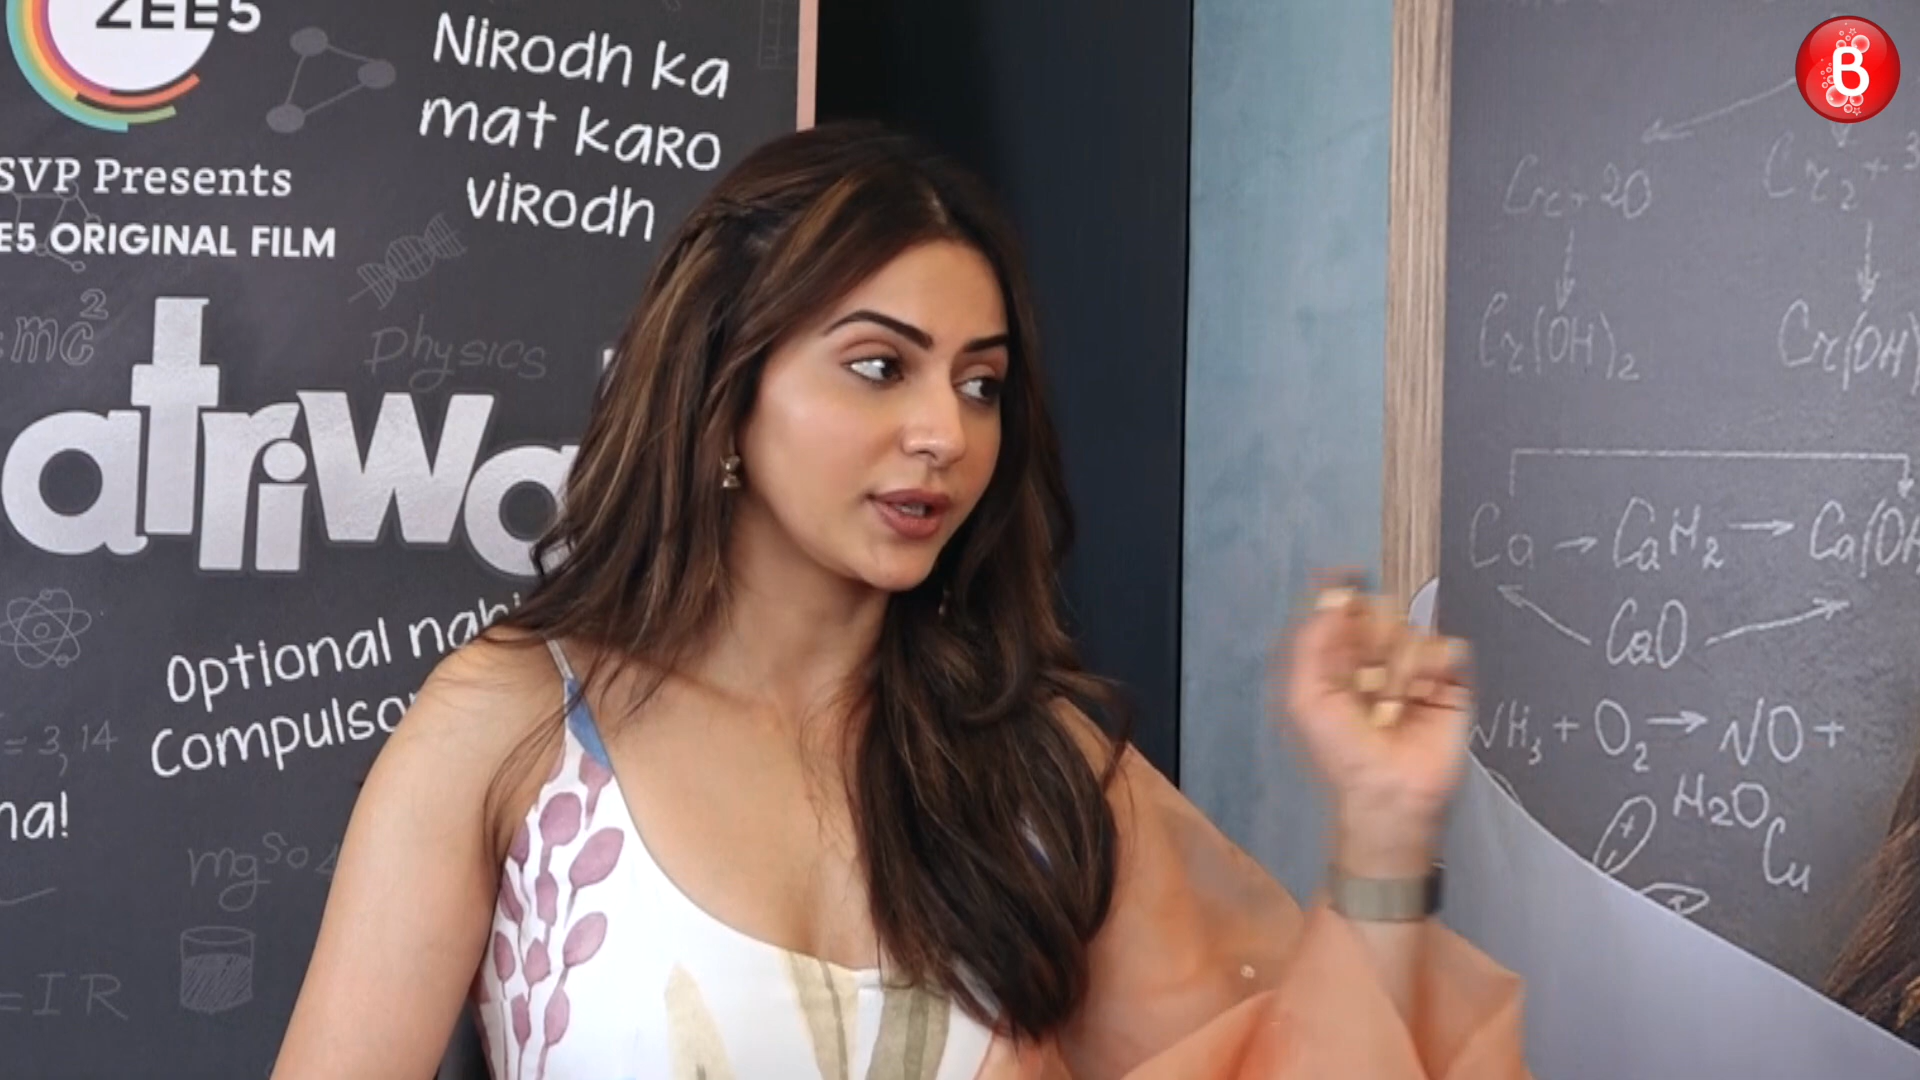 ZEE5
SVP Presents
E5 ORIGINAL FILM
Nirodh ka
mat karo
virodh
mc²
Physics
atriwa
Optional nahi
Compulso
= 3,14
na!
mgSO4
=IR
B
Cr+2O
Cr2+3
Cr(OH)2
Cr(OH)
Ca → CaH2 → Ca(OH
CaO
NH3 + O2 → NO +
H2O
Cu